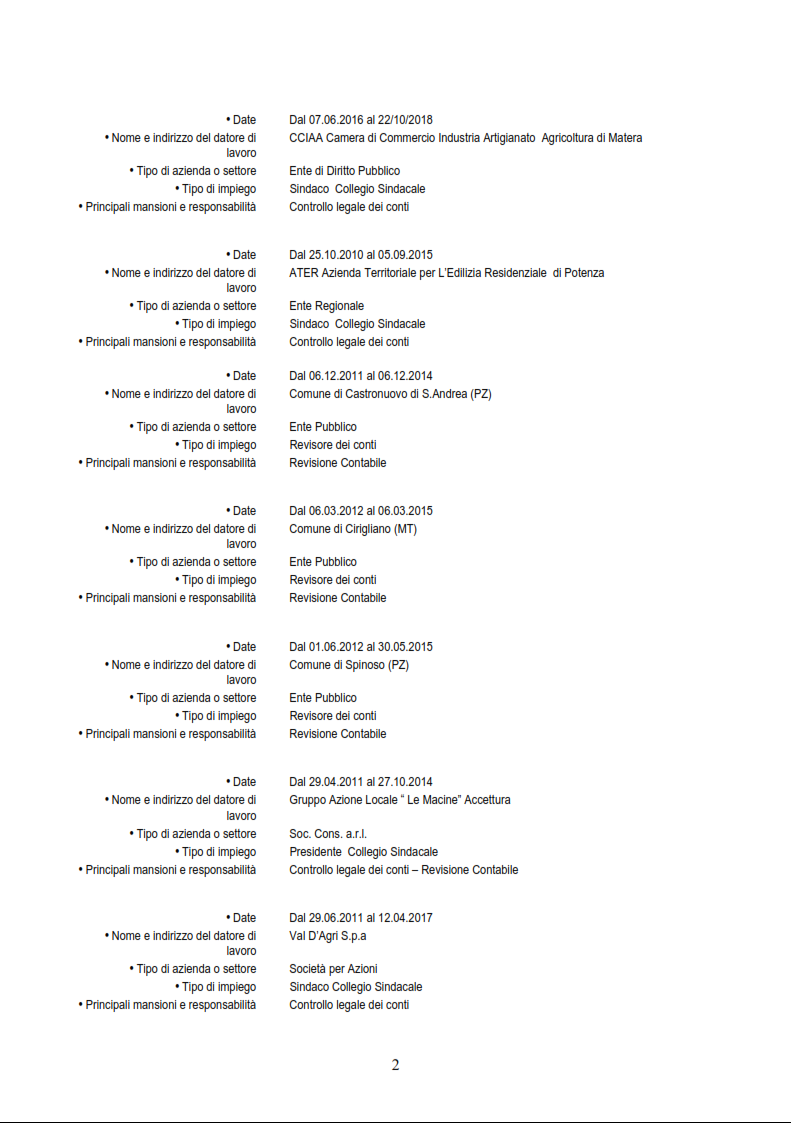 • Date Dal 07.06.2016 al 22/10/2018
• Nome e indirizzo del datore di CCIAA Camera di Commercio Industria Artigianato Agricoltura di Matera
lavoro
• Tipo di azienda o settore Ente di Diritto Pubblico
• Tipo di impiego Sindaco Collegio Sindacale
• Principali mansioni e responsabilità Controllo legale dei conti
• Date Dal 25.10.2010 al 05.09.2015
• Nome e indirizzo del datore di ATER Azienda Territoriale per L'Edilizia Residenziale di Potenza
lavoro
• Tipo di azienda o settore Ente Regionale
• Tipo di impiego Sindaco Collegio Sindacale
• Principali mansioni e responsabilità Controllo legale dei conti
• Date Dal 06.12.2011 al 06.12.2014
• Nome e indirizzo del datore di Comune di Castronuovo di S.Andrea (PZ)
lavoro
• Tipo di azienda o settore Ente Pubblico
• Tipo di impiego Revisore dei conti
• Principali mansioni e responsabilità Revisione Contabile
• Date Dal 06.03.2012 al 06.03.2015
• Nome e indirizzo del datore di Comune di Cirigliano (MT)
lavoro
• Tipo di azienda o settore Ente Pubblico
• Tipo di impiego Revisore dei conti
• Principali mansioni e responsabilità Revisione Contabile
• Date Dal 01.06.2012 al 30.05.2015
• Nome e indirizzo del datore di Comune di Spinoso (PZ)
lavoro
• Tipo di azienda o settore Ente Pubblico
• Tipo di impiego Revisore dei conti
• Principali mansioni e responsabilità Revisione Contabile
• Date Dal 29.04.2011 al 27.10.2014
• Nome e indirizzo del datore di Gruppo Azione Locale “ Le Macine” Accettura
lavoro
• Tipo di azienda o settore Soc. Cons. a.r.l.
• Tipo di impiego Presidente Collegio Sindacale
• Principali mansioni e responsabilità Controllo legale dei conti – Revisione Contabile
• Date Dal 29.06.2011 al 12.04.2017
• Nome e indirizzo del datore di Val D'Agri S.p.a
lavoro
• Tipo di azienda o settore Società per Azioni
• Tipo di impiego Sindaco Collegio Sindacale
• Principali mansioni e responsabilità Controllo legale dei conti
2